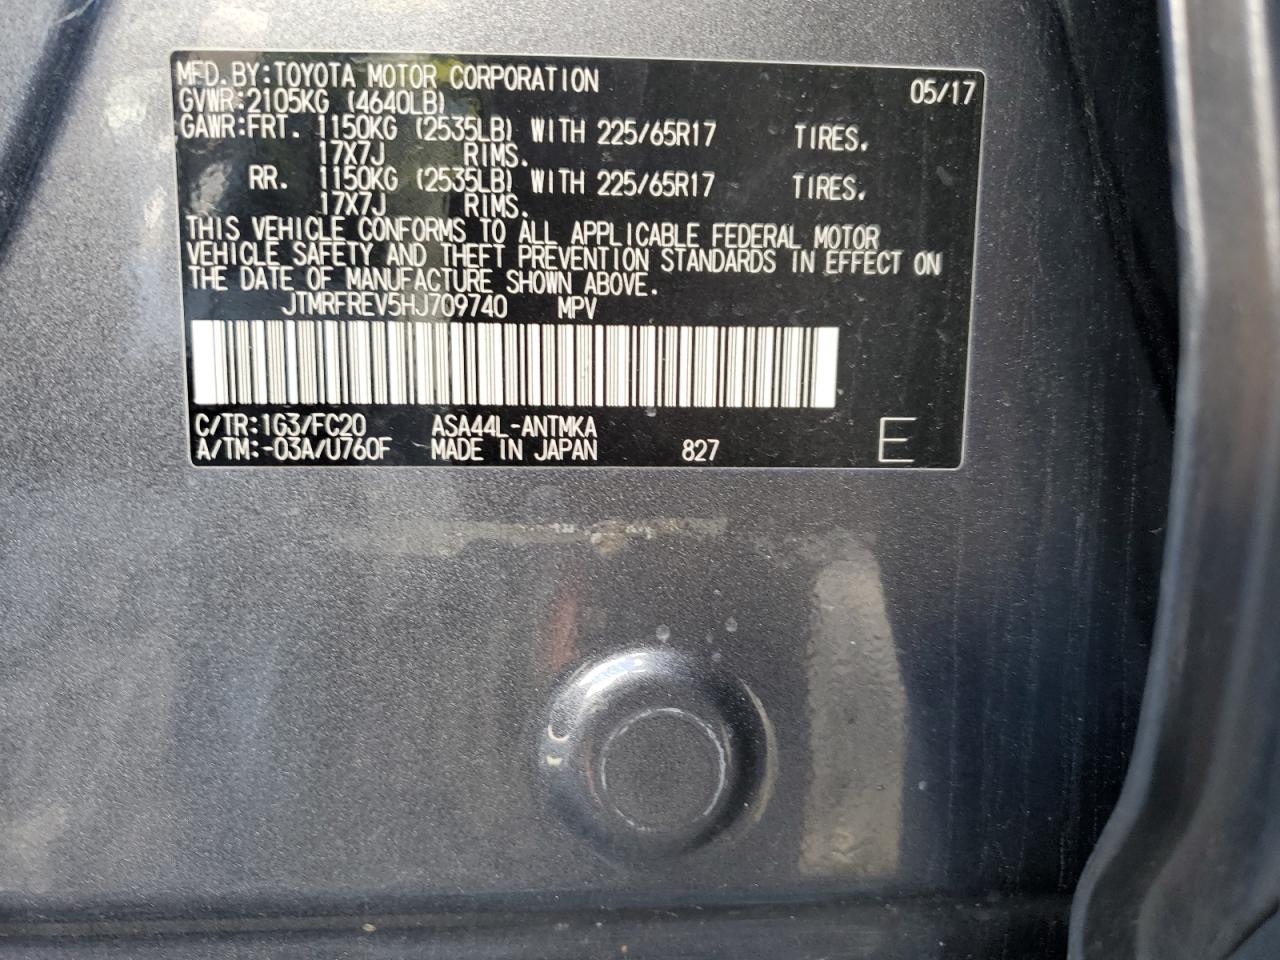 MFD.BY:TOYOTA MOTOR CORPORATION 05/17
GVWR:2105KG (4640LB)
GAWR:FRT. 1150KG (2535LB) WITH 225/65R17 TIRES.
17X7J RIMS.
RR. 1150KG (2535LB) WITH 225/65R17 TIRES.
17X7J RIMS.
THIS VEHICLE CONFORMS TO ALL APPLICABLE FEDERAL MOTOR
VEHICLE SAFETY AND THEFT PREVENTION STANDARDS IN EFFECT ON
THE DATE OF MANUFACTURE SHOWN ABOVE.
JTMRFREV5HJ709740 MPV
C/TR:1G3/FC20 ASA44L-ANTMKA
A/TM:-03A/U760F MADE IN JAPAN 827 E